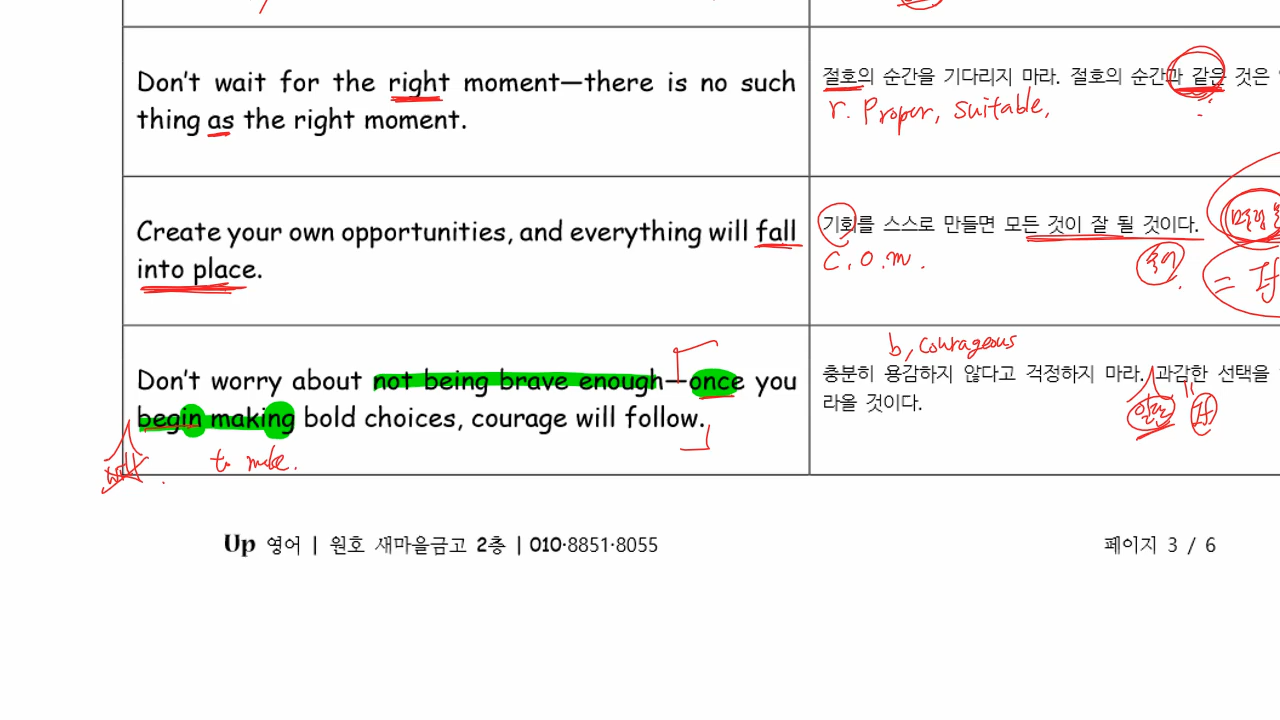 Don't wait for the right moment—there is no such
thing as the right moment.
절호의 순간을 기다리지 마라. 절호의 순간과 같은 것은
r. Proper, suitable,
Create your own opportunities, and everything will fall
into place.
기회를 스스로 만들면 모든 것이 잘 될 것이다.
C. O. m.
숙어
b, courageous
Don't worry about not being brave enough—once you
begin making bold choices, courage will follow.
충분히 용감하지 않다고 걱정하지 마라. 과감한 선택을
라올 것이다.
일단
to make.
will
Up 영어 | 원호 새마을금고 2층 | 010·8851·8055
페이지 3 / 6